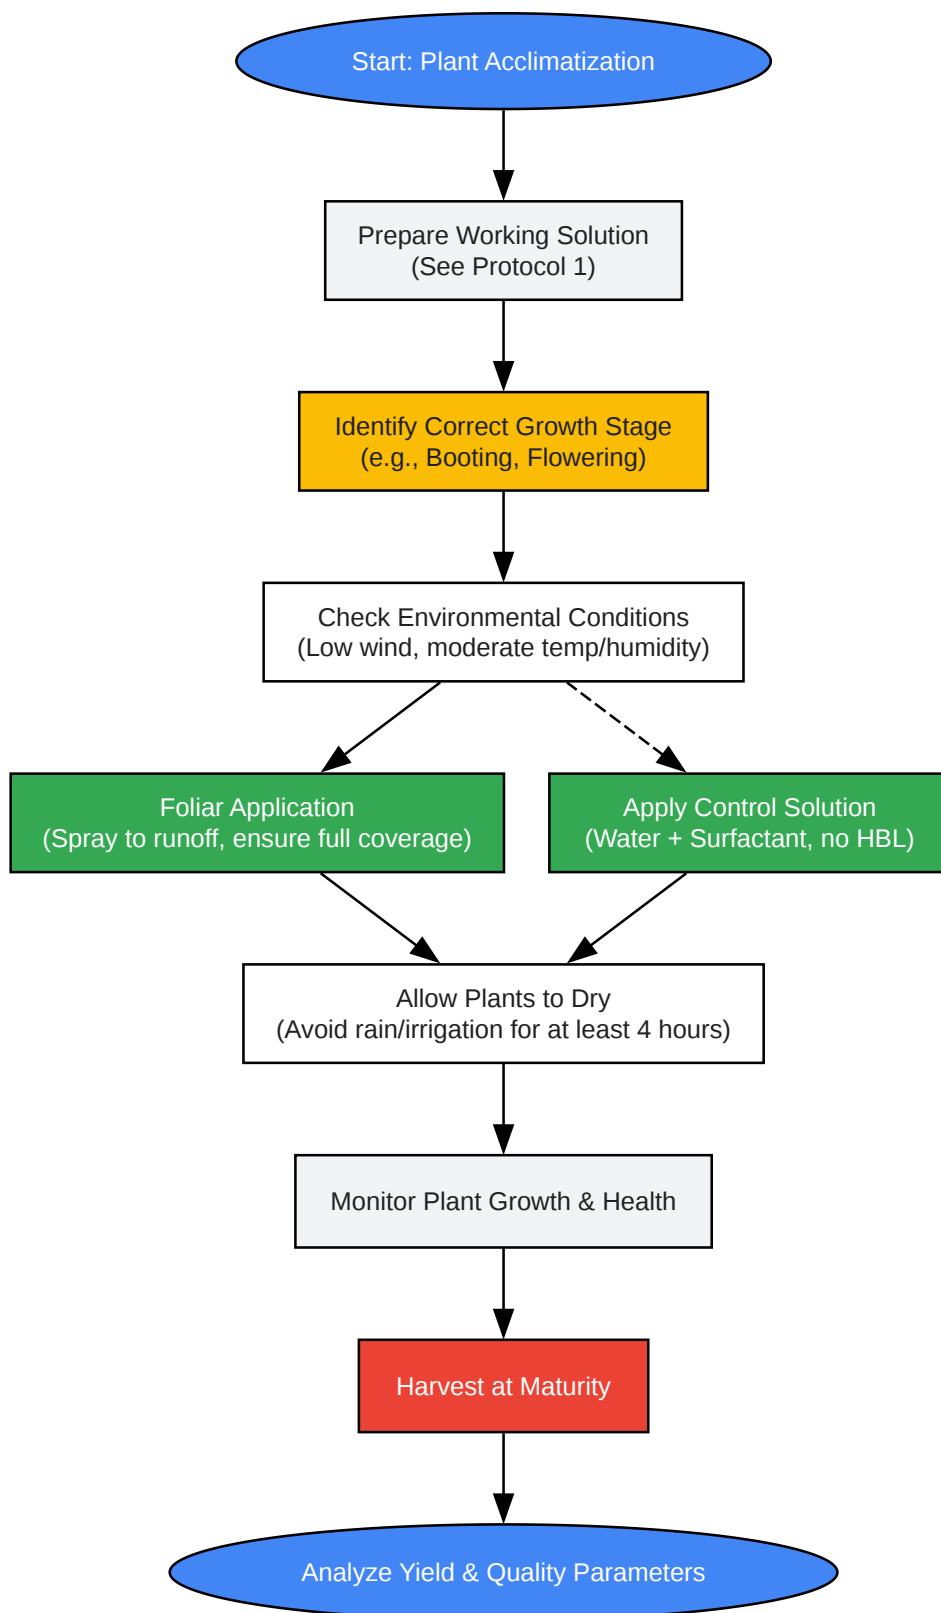 Start: Plant Acclimatization
Prepare Working Solution
(See Protocol 1)
Identify Correct Growth Stage
(e.g., Booting, Flowering)
Check Environmental Conditions
(Low wind, moderate temp/humidity)
Foliar Application
(Spray to runoff, ensure full coverage)
Apply Control Solution
(Water + Surfactant, no HBL)
Allow Plants to Dry
(Avoid rain/irrigation for at least 4 hours)
Monitor Plant Growth & Health
Harvest at Maturity
Analyze Yield & Quality Parameters